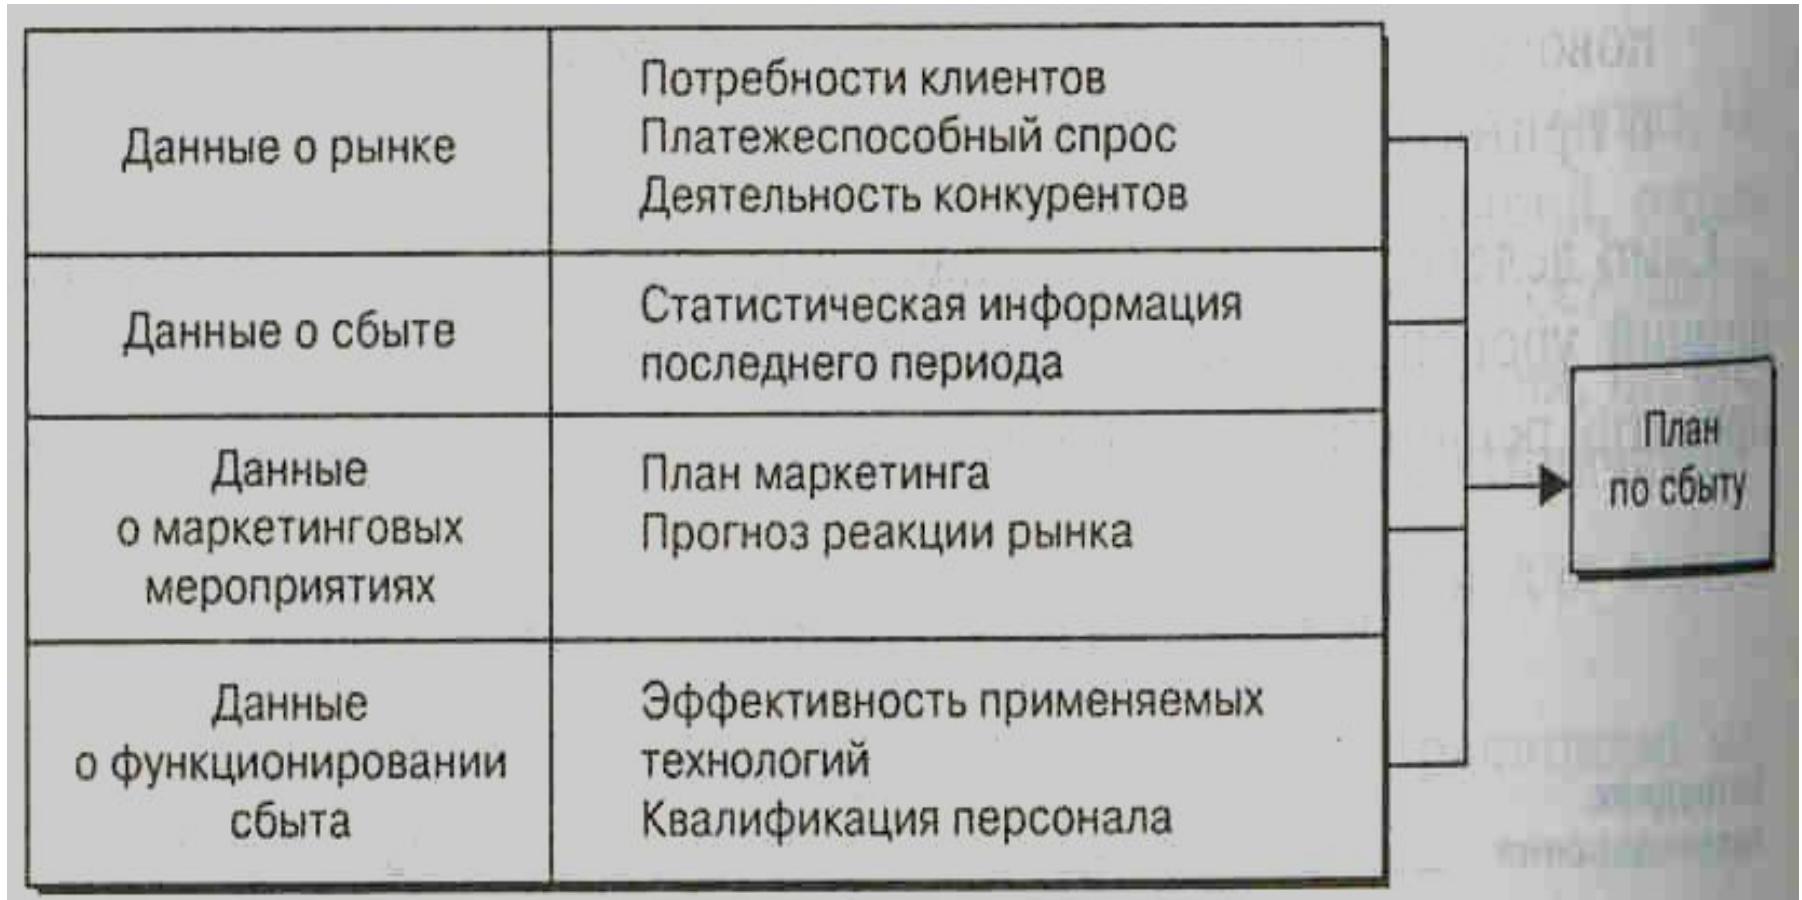 Данные о рынке
Потребности клиентов
Платежеспособный спрос
Деятельность конкурентов
Данные о сбыте
Статистическая информация
последнего периода
Данные
о маркетинговых
мероприятиях
План маркетинга
Прогноз реакции рынка
Данные
о функционировании
сбыта
Эффективность применяемых
технологий
Квалификация персонала
План
по сбыту